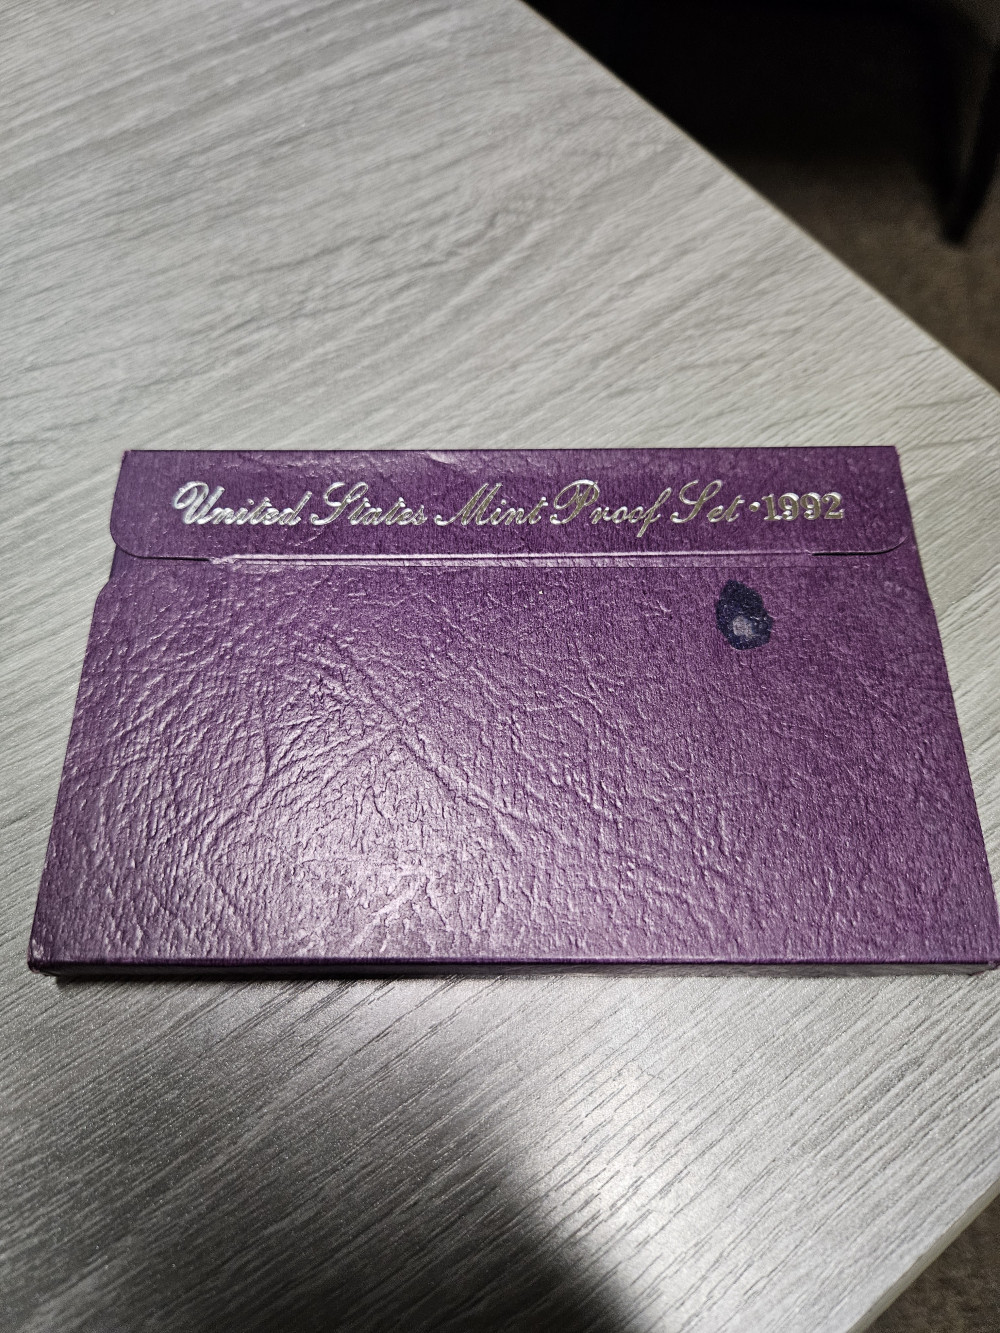 United States Mint Proof Set • 1992